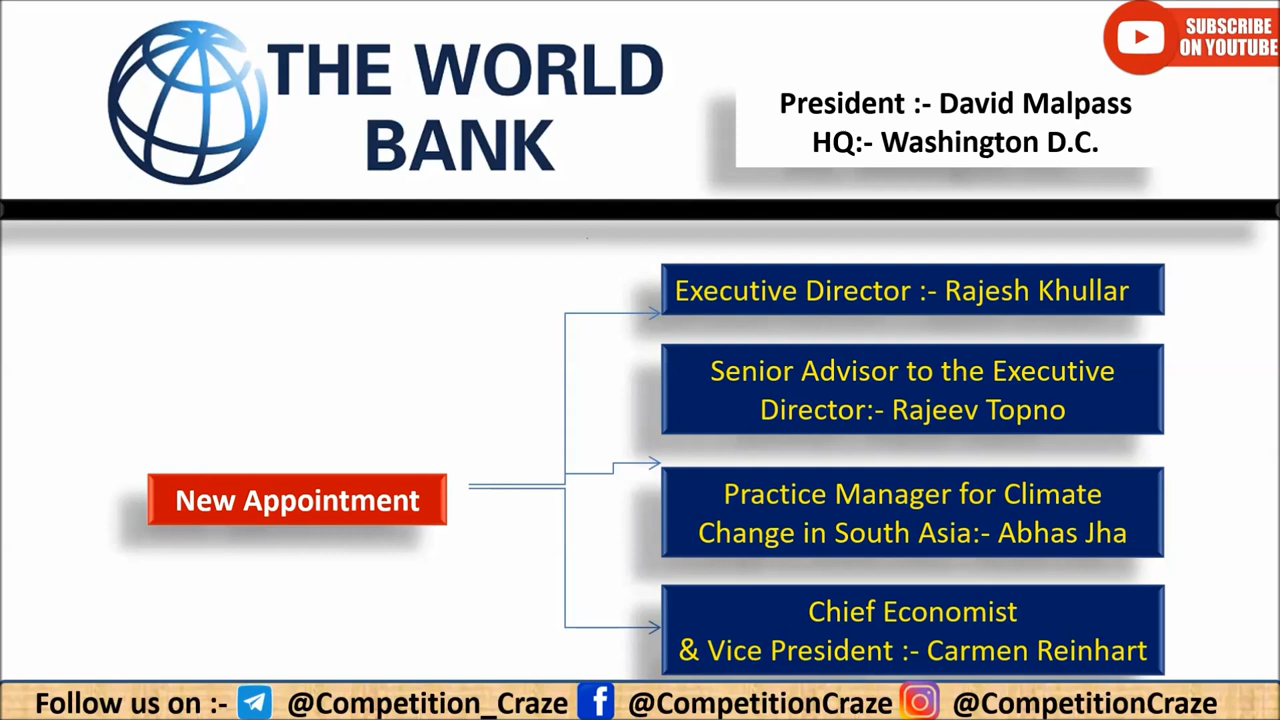 THE WORLD
BANK
SUBSCRIBE
ON YOUTUBE
President :- David Malpass
HQ:- Washington D.C.
New Appointment
Executive Director :- Rajesh Khullar
Senior Advisor to the Executive
Director:- Rajeev Topno
Practice Manager for Climate
Change in South Asia:- Abhas Jha
Chief Economist
& Vice President :- Carmen Reinhart
Follow us on :- @Competition_Craze @CompetitionCraze @CompetitionCraze